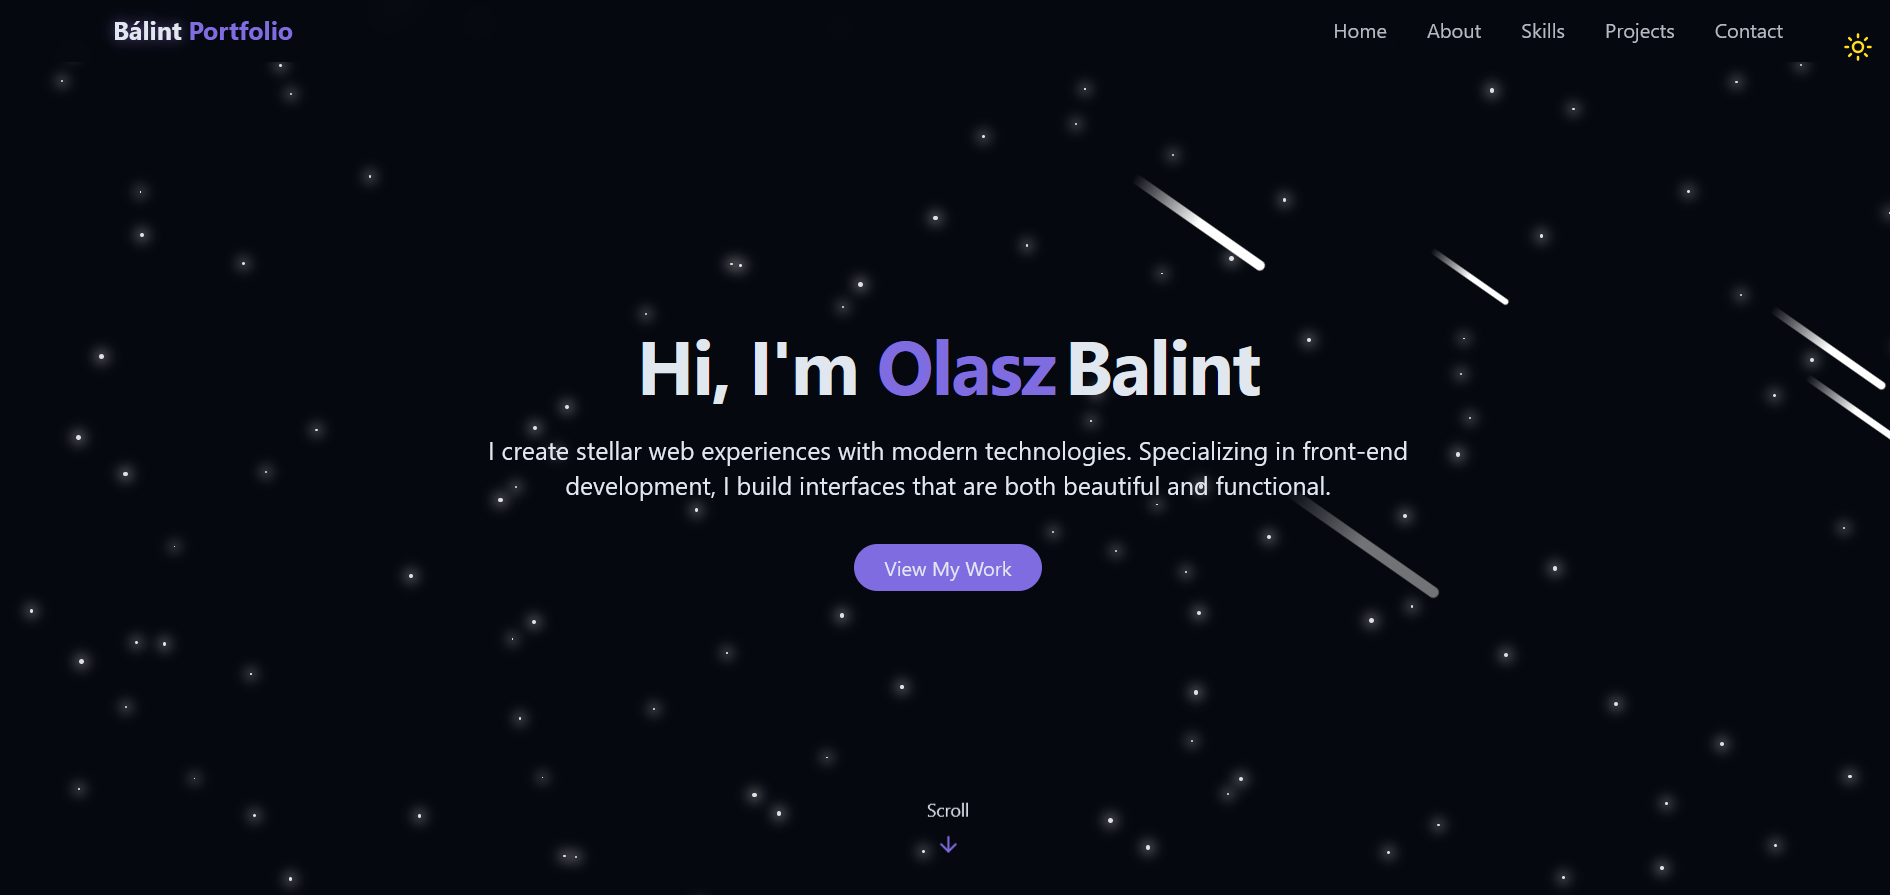 Bálint Portfolio
Home About Skills Projects Contact
Hi, I'm Olasz Balint
I create stellar web experiences with modern technologies. Specializing in front-end
development, I build interfaces that are both beautiful and functional.
View My Work
Scroll